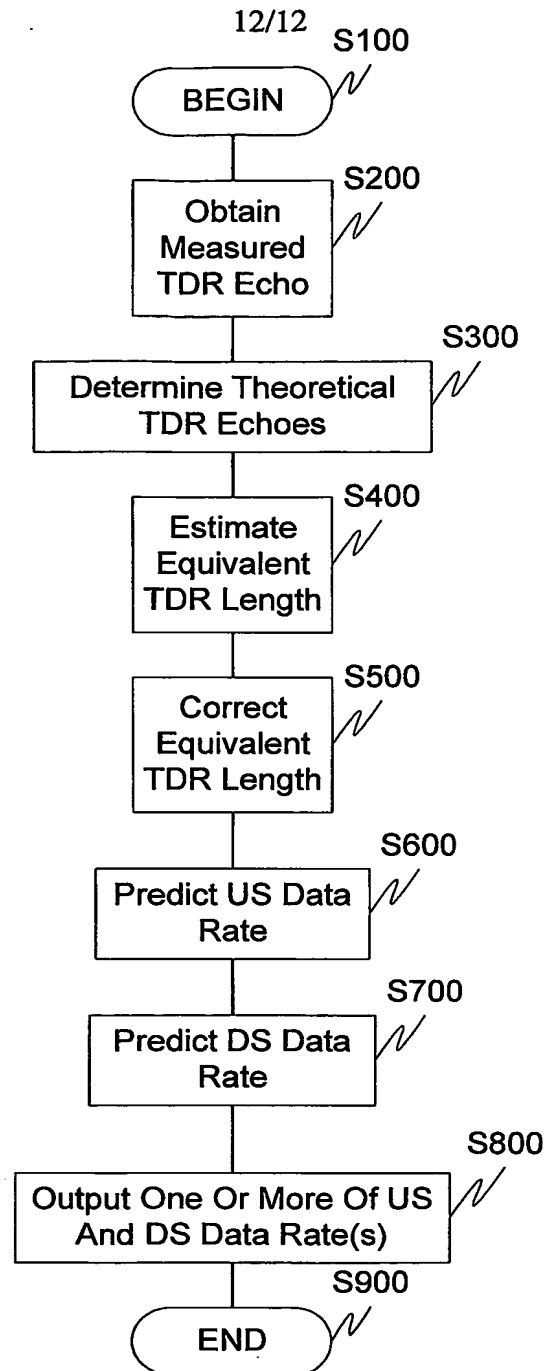 12/12
S100
BEGIN
S200
Obtain
Measured
TDR Echo
S300
Determine Theoretical
TDR Echoes
S400
Estimate
Equivalent
TDR Length
S500
Correct
Equivalent
TDR Length
S600
Predict US Data
Rate
S700
Predict DS Data
Rate
S800
Output One Or More Of US
And DS Data Rate(s)
S900
END